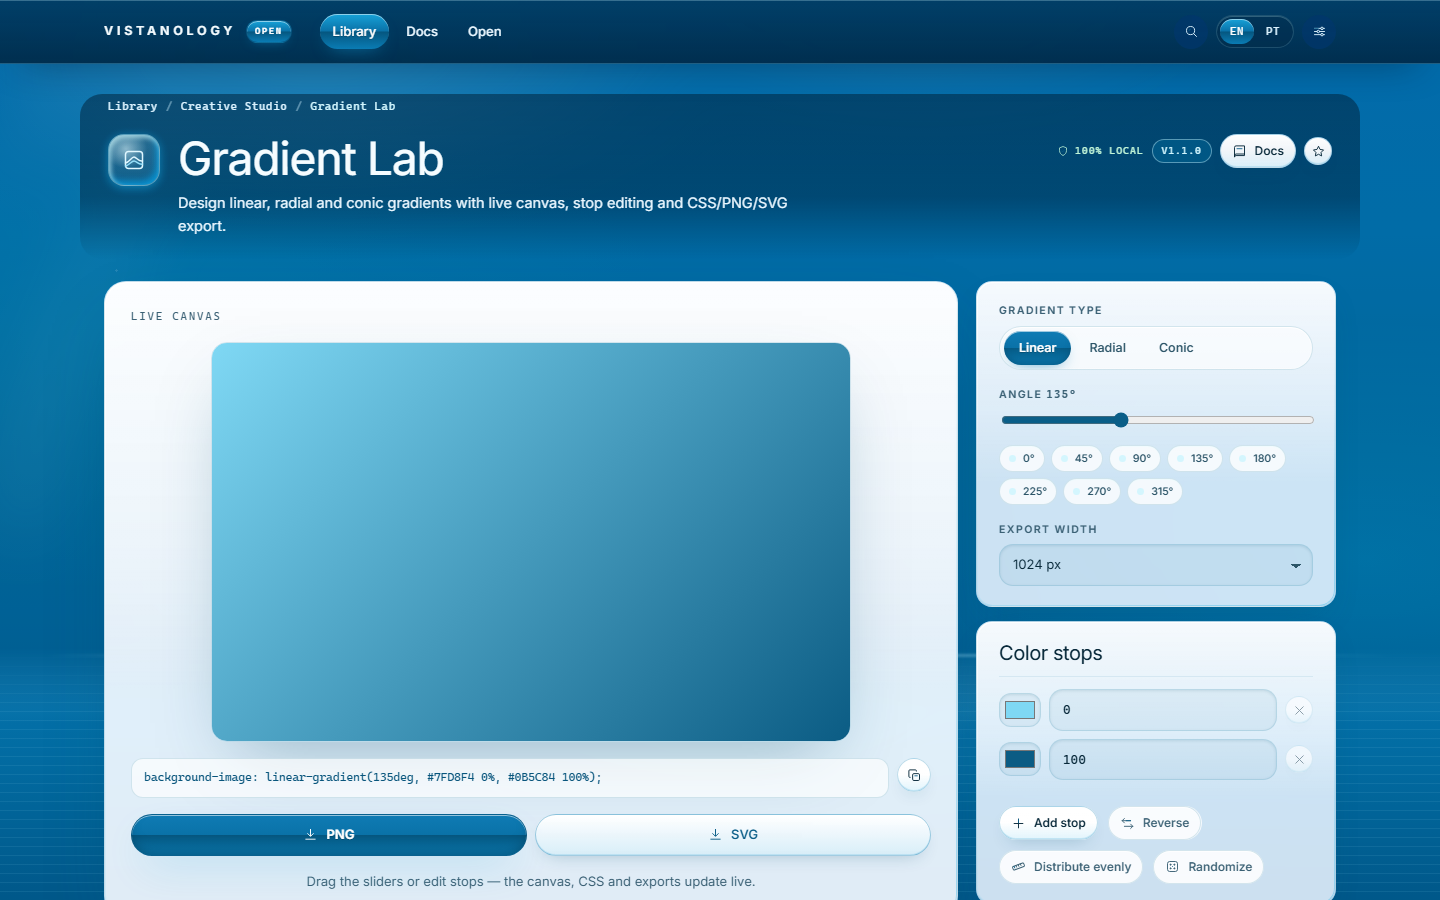 VISTANOLOGY OPEN Library Docs Open EN PT
Library / Creative Studio / Gradient Lab
Gradient Lab
100% LOCAL V1.1.0 Docs
Design linear, radial and conic gradients with live canvas, stop editing and CSS/PNG/SVG
export.
LIVE CANVAS
background-image: linear-gradient(135deg, #7FD8F4 0%, #0B5C84 100%);
PNG SVG
Drag the sliders or edit stops — the canvas, CSS and exports update live.
GRADIENT TYPE
Linear Radial Conic
ANGLE 135°
0° 45° 90° 135° 180°
225° 270° 315°
EXPORT WIDTH
1024 px
Color stops
0
100
Add stop Reverse
Distribute evenly Randomize